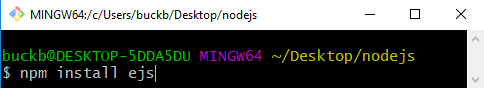 MINGW64:/c/Users/buckb/Desktop/nodejs
buckb@DESKTOP-5DDA5DU MINGW64 ~/Desktop/nodejs
$ npm install ejs